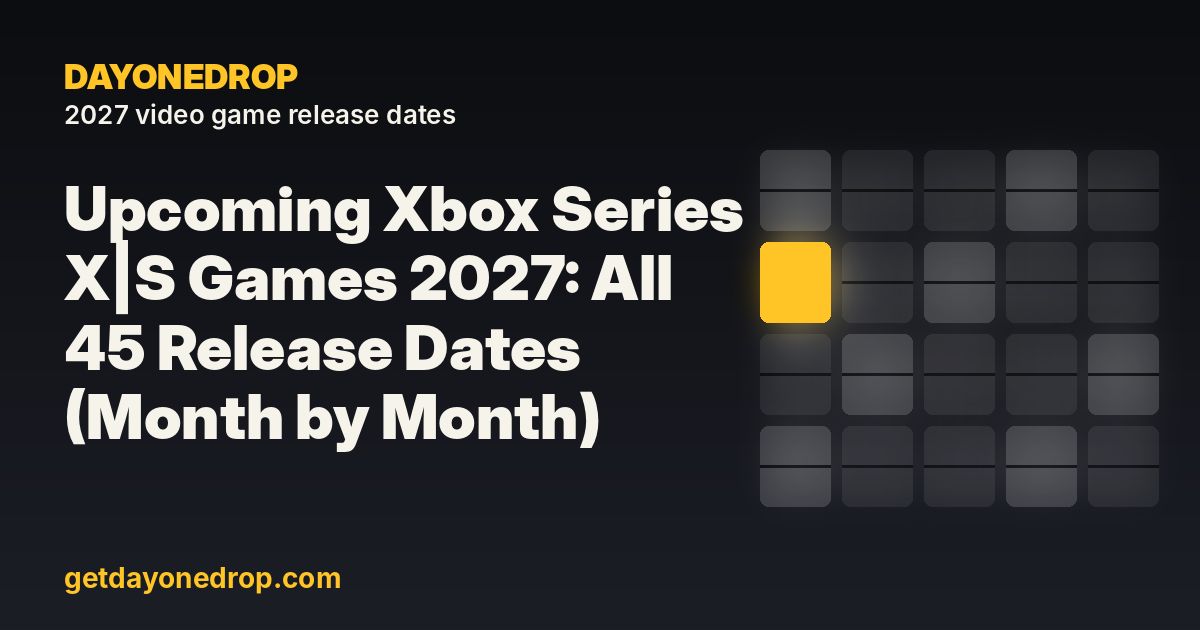 DAYONEDROP
2027 video game release dates
Upcoming Xbox Series
X|S Games 2027: All
45 Release Dates
(Month by Month)
getdayonedrop.com